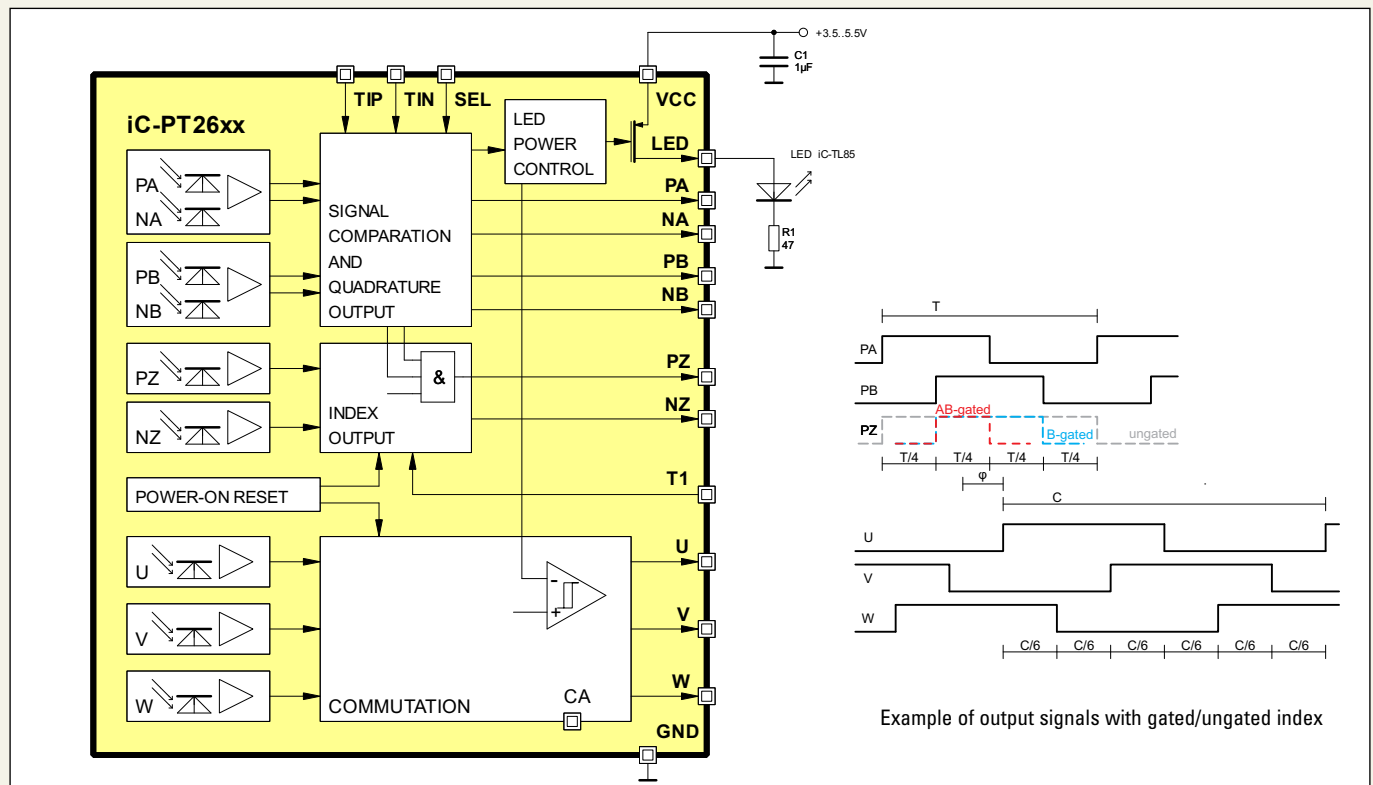 +3.5..5.5V
C1
1µF
TIP TIN SEL VCC
iC-PT26xx
LED
POWER
CONTROL
LED
LED iC-TL85
R1
47
PA
NA
SIGNAL
COMPARATION
AND
QUADRATURE
OUTPUT
PA
NA
PB
NB
PB
NB
PZ
NZ
&
INDEX
OUTPUT
PZ
NZ
POWER-ON RESET
T1
U
V
W
-
+
U
V
W
COMMUTATION
CA
GND
T
PA
PB
AB-gated
PZ
B-gated
ungated
T/4 T/4 T/4 T/4
φ
C
U
V
W
C/6 C/6 C/6 C/6 C/6 C/6
Example of output signals with gated/ungated index